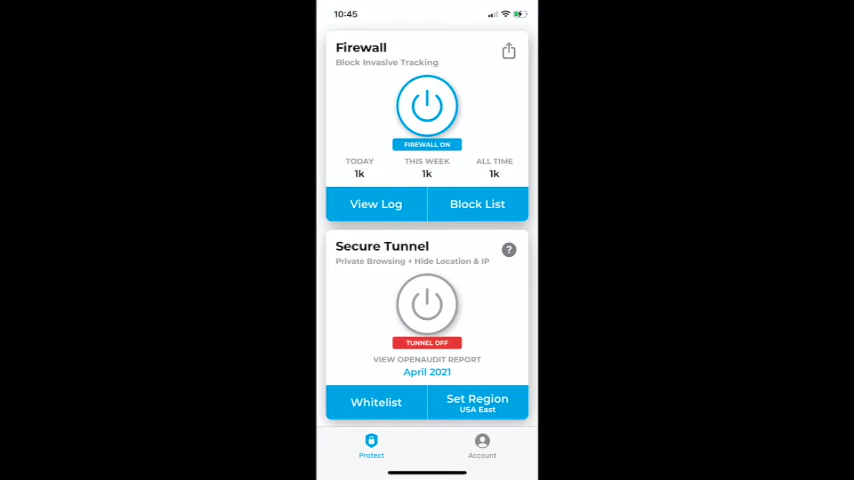 10:45
Firewall
Block Invasive Tracking
FIREWALL ON
TODAY THIS WEEK ALL TIME
1k 1k 1k
View Log Block List
Secure Tunnel
?
Private Browsing + Hide Location & IP
TUNNEL OFF
VIEW OPENAUDIT REPORT
April 2021
Whitelist Set Region
USA East
Protect Account